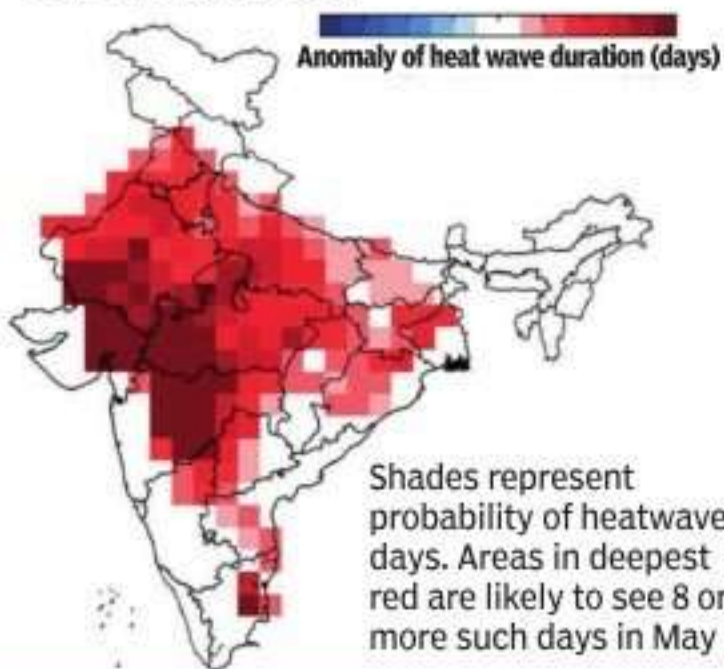 Anomaly of heat wave duration (days)
Shades represent
probability of heatwave
days. Areas in deepest
red are likely to see 8 or
more such days in May